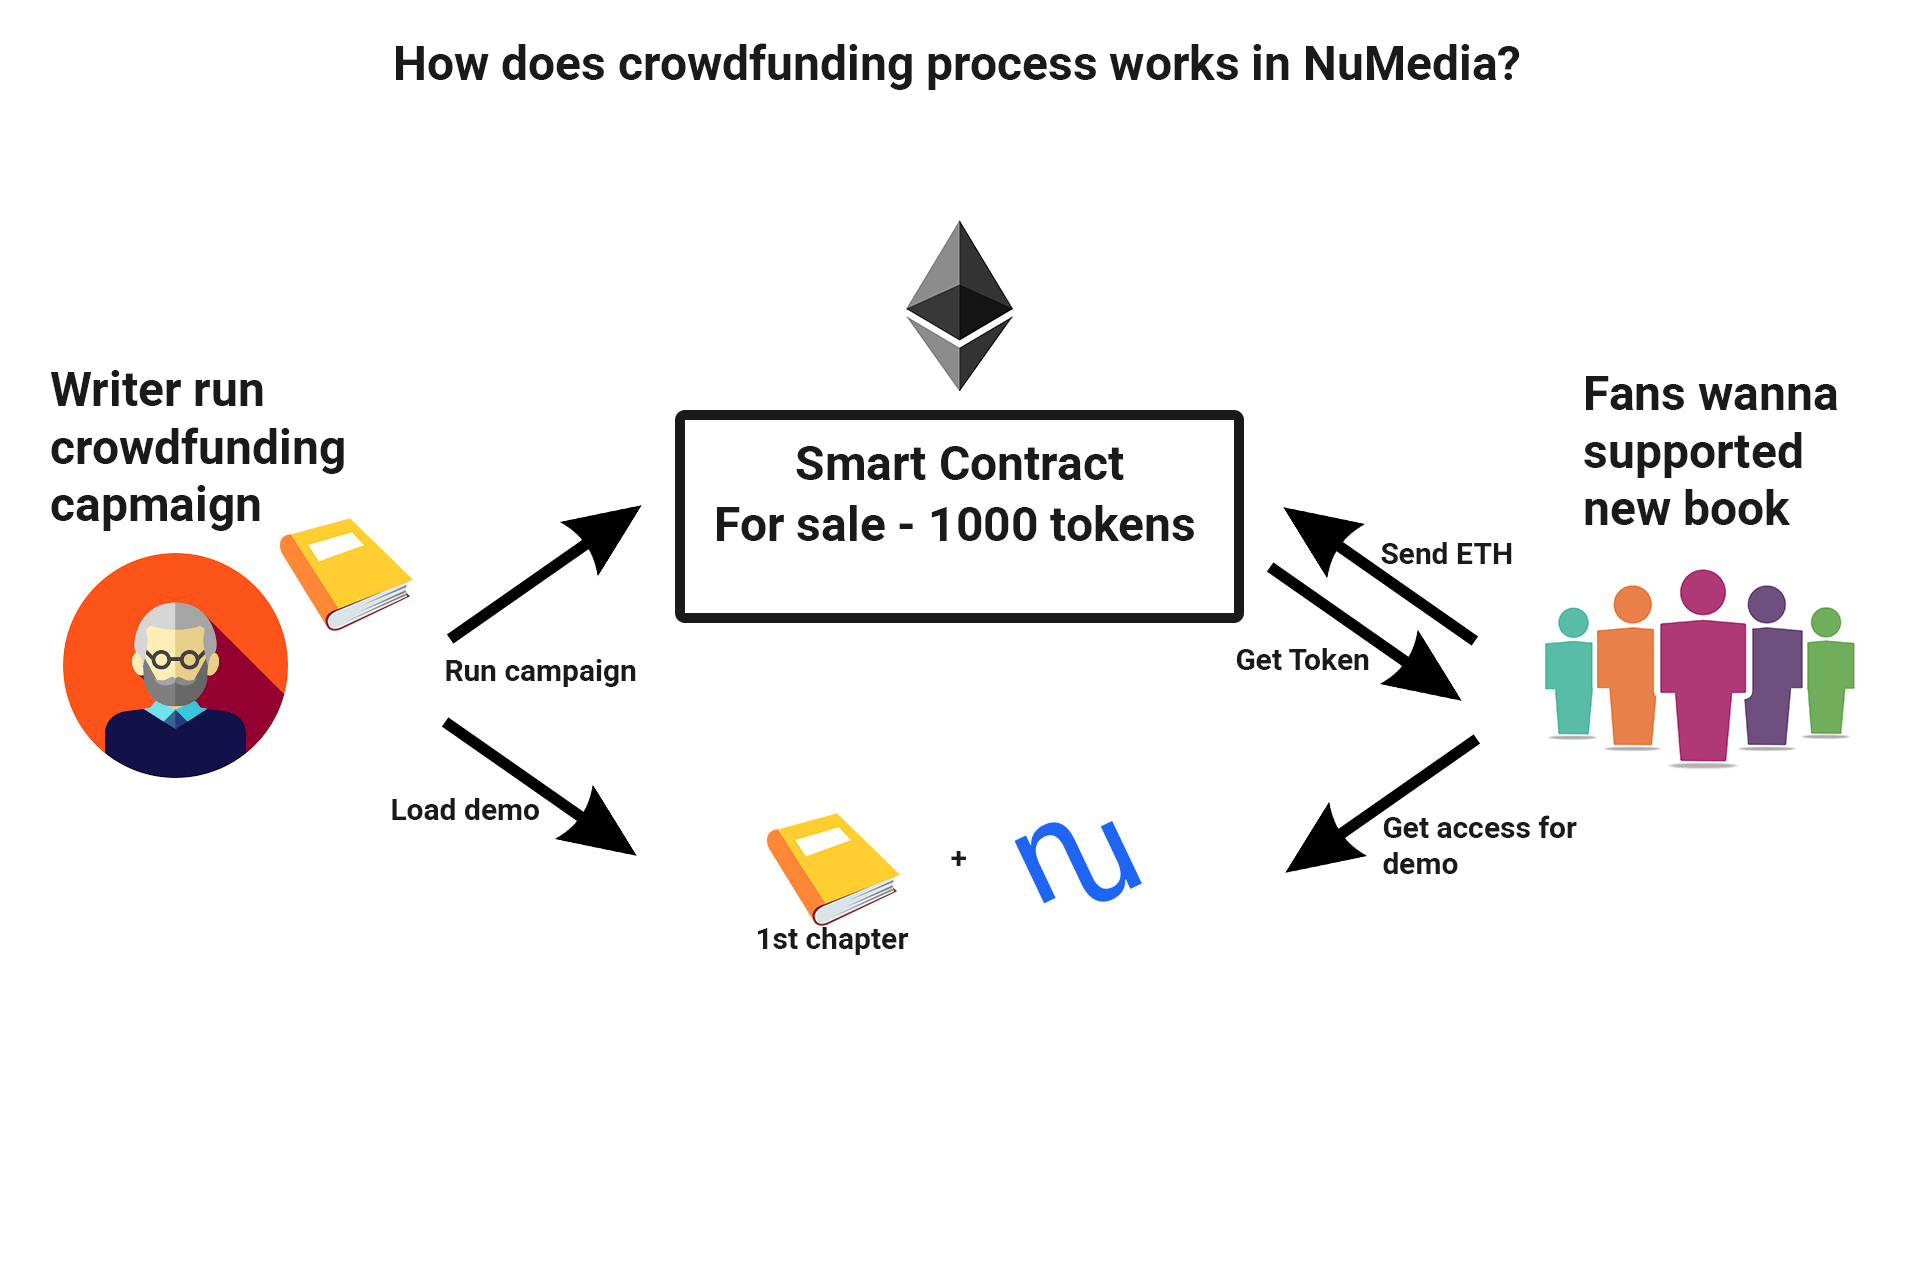 How does crowdfunding process works in NuMedia?
Writer run
crowdfunding
capmaign
Smart Contract
For sale - 1000 tokens
Fans wanna
supported
new book
Send ETH
Get Token
Run campaign
Load demo
Get access for
demo
+
1st chapter